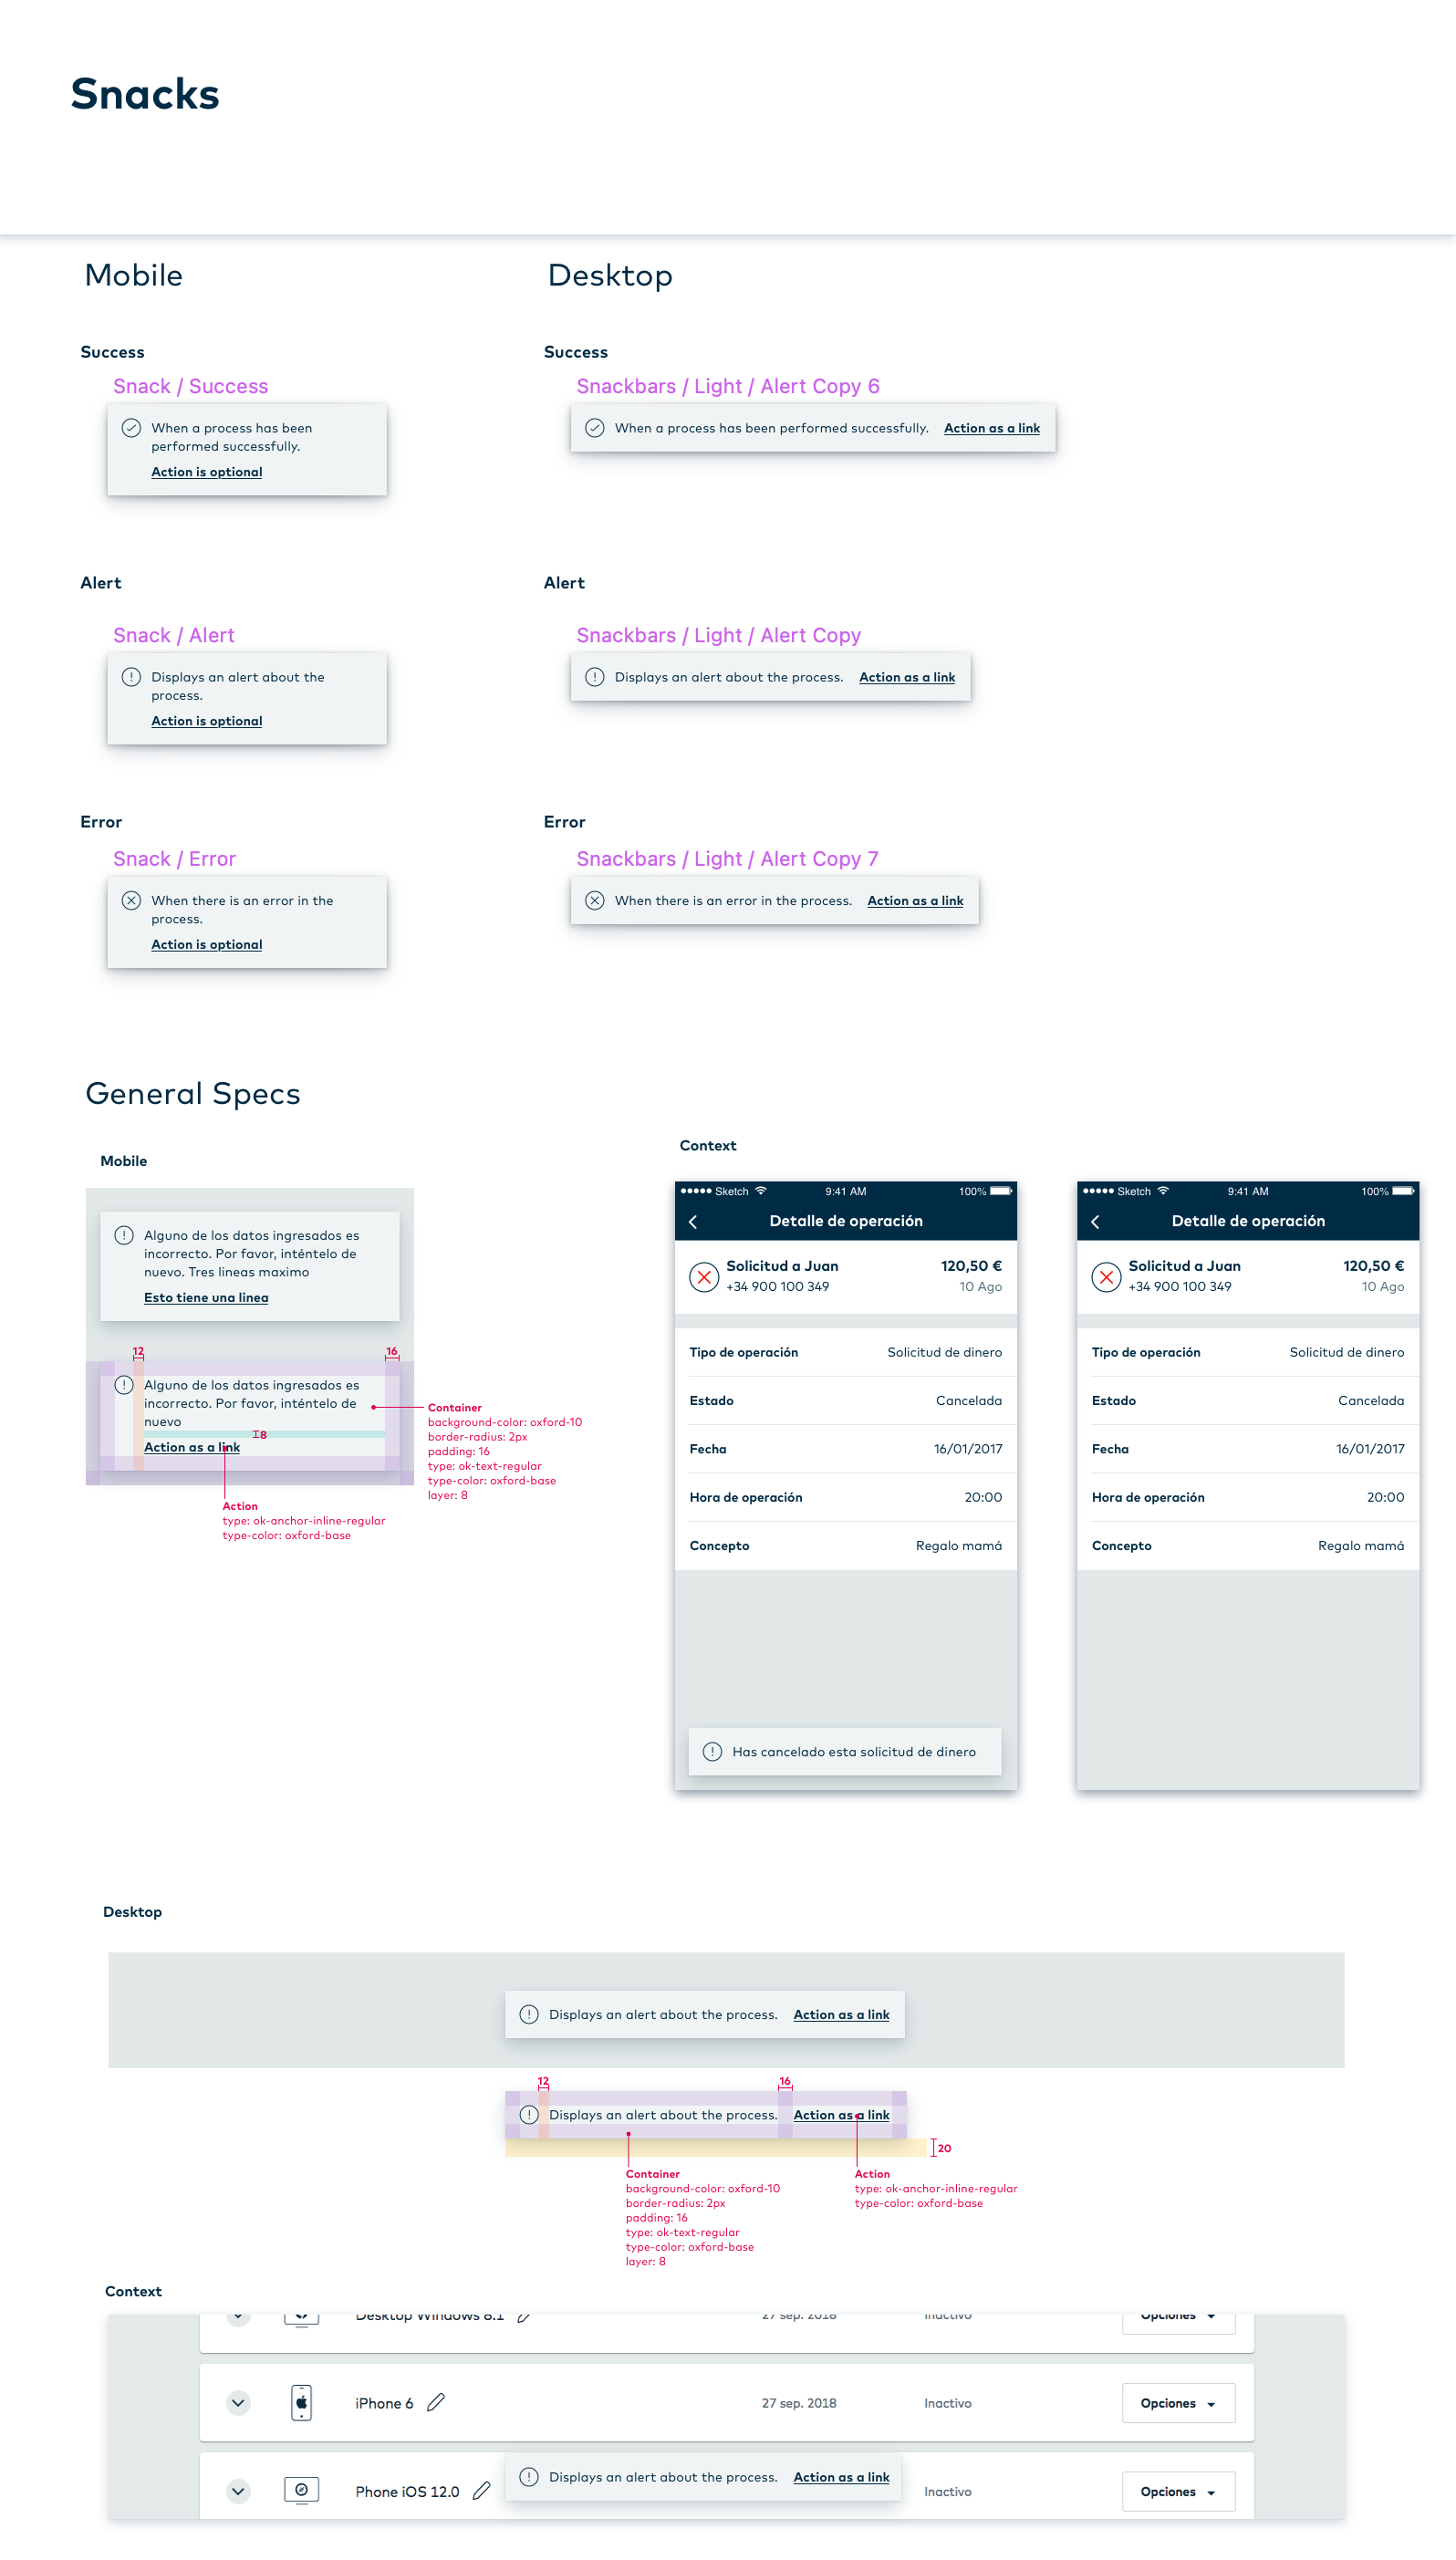 Snacks
Mobile
Desktop
Success
Success
Snack / Success
Snackbars / Light / Alert Copy 6
When a process has been
performed successfully.
Action is optional
When a process has been performed successfully. Action as a link
Alert
Alert
Snack / Alert
Snackbars / Light / Alert Copy
Displays an alert about the
process.
Action is optional
Displays an alert about the process. Action as a link
Error
Error
Snack / Error
Snackbars / Light / Alert Copy 7
When there is an error in the
process.
Action is optional
When there is an error in the process. Action as a link
General Specs
Mobile
Alguno de los datos ingresados es
incorrecto. Por favor, inténtelo de
nuevo. Tres lineas maximo
Esto tiene una linea
12
16
Alguno de los datos ingresados es
incorrecto. Por favor, inténtelo de
nuevo
8
Action as a link
Container
background-color: oxford-10
border-radius: 2px
padding: 16
type: ok-text-regular
type-color: oxford-base
layer: 8
Action
type: ok-anchor-inline-regular
type-color: oxford-base
Context
Sketch 9:41 AM 100%
Detalle de operación
Solicitud a Juan 120,50 €
+34 900 100 349 10 Ago
Tipo de operación Solicitud de dinero
Estado Cancelada
Fecha 16/01/2017
Hora de operación 20:00
Concepto Regalo mamá
Has cancelado esta solicitud de dinero
Sketch 9:41 AM 100%
Detalle de operación
Solicitud a Juan 120,50 €
+34 900 100 349 10 Ago
Tipo de operación Solicitud de dinero
Estado Cancelada
Fecha 16/01/2017
Hora de operación 20:00
Concepto Regalo mamá
Desktop
Displays an alert about the process. Action as a link
12
16
Displays an alert about the process. Action as a link
20
Container
background-color: oxford-10
border-radius: 2px
padding: 16
type: ok-text-regular
type-color: oxford-base
layer: 8
Action
type: ok-anchor-inline-regular
type-color: oxford-base
Context
Desktop Windows 8.1 27 sep. 2018 Inactivo Opciones
iPhone 6 27 sep. 2018 Inactivo Opciones
Phone iOS 12.0 Displays an alert about the process. Action as a link Inactivo Opciones